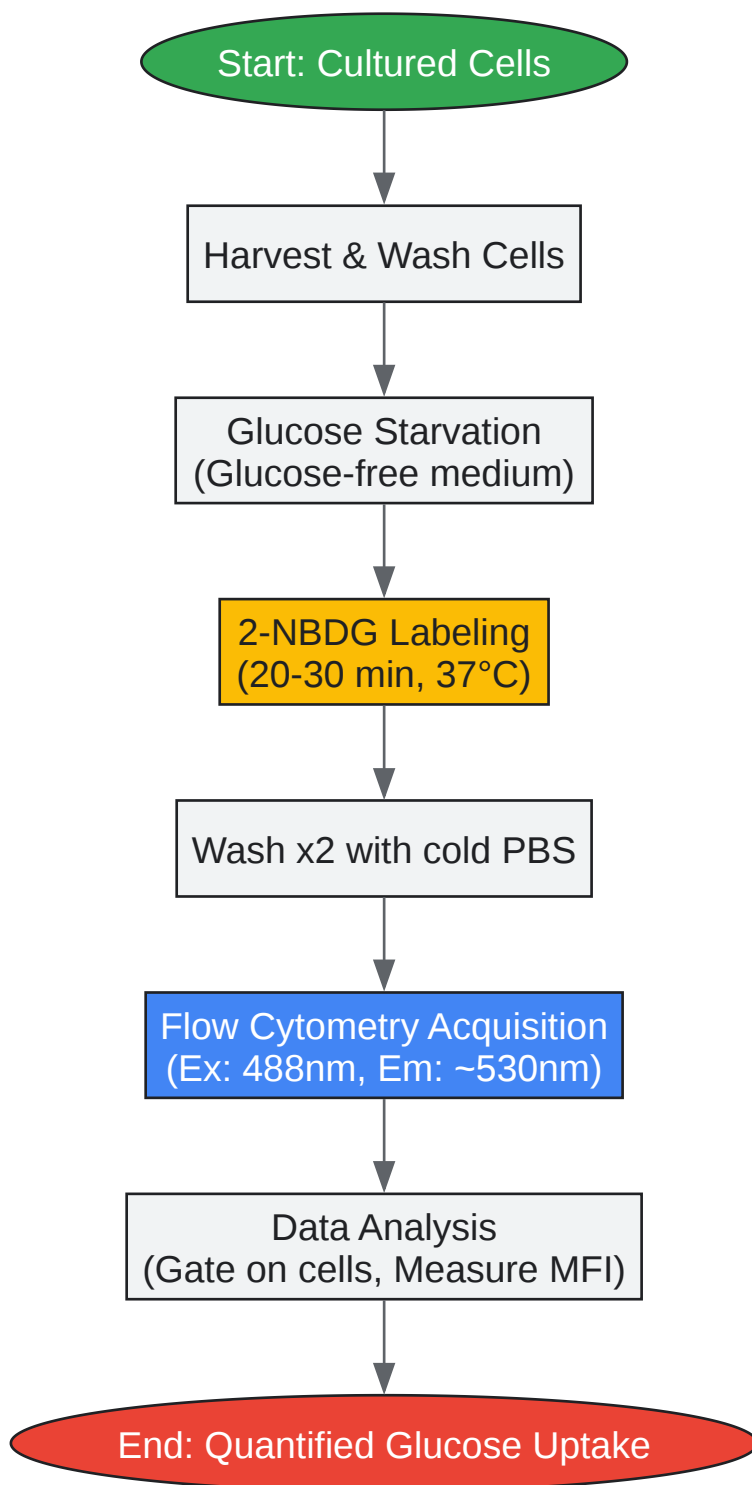 Start: Cultured Cells
Harvest & Wash Cells
Glucose Starvation
(Glucose-free medium)
2-NBDG Labeling
(20-30 min, 37°C)
Wash x2 with cold PBS
Flow Cytometry Acquisition
(Ex: 488nm, Em: ~530nm)
Data Analysis
(Gate on cells, Measure MFI)
End: Quantified Glucose Uptake